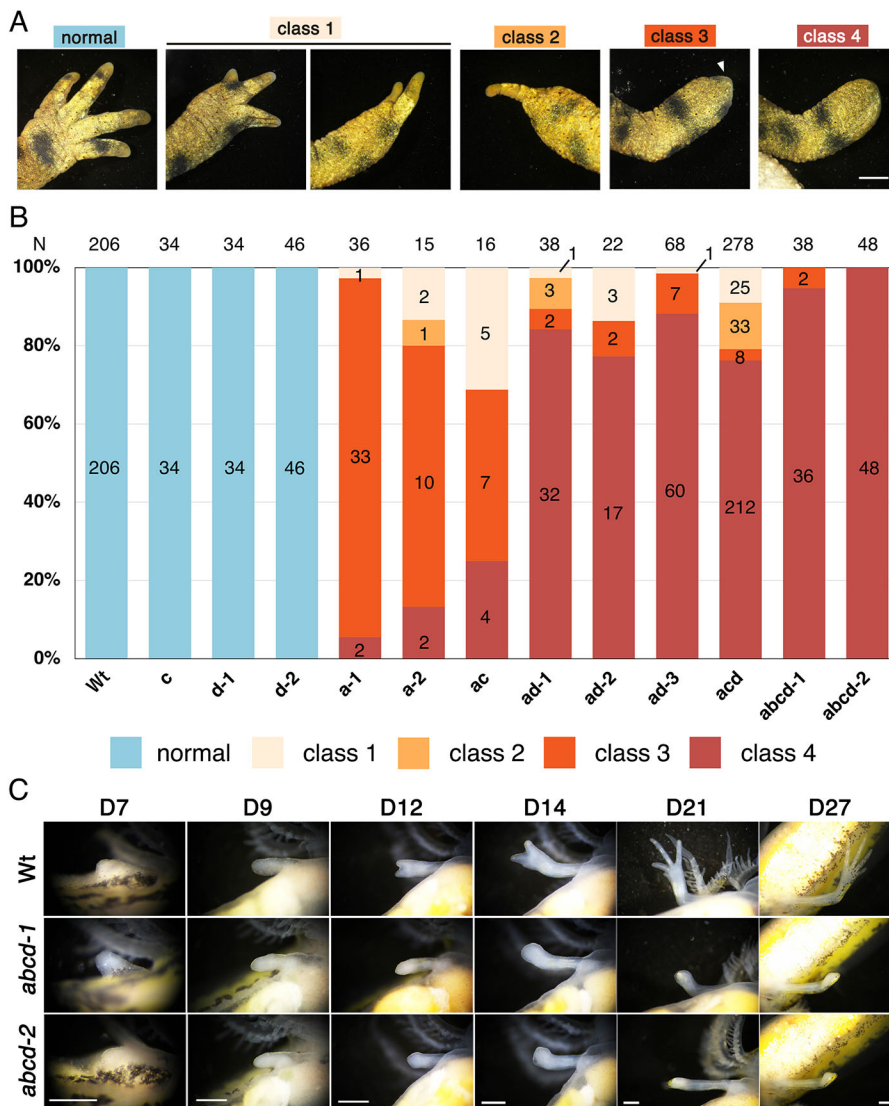 A
normal
class 1
class 2
class 3
class 4
B
N 206 34 34 46 36 15 16 38 1 22 68 1 278 38 48
100%
80%
60%
40%
20%
0%
206
34
34
46
1
33
2
2
1
10
2
5
7
4
3
2
32
3
2
17
7
60
25
33
8
212
2
36
48
Wt c d-1 d-2 a-1 a-2 ac ad-1 ad-2 ad-3 acd abcd-1 abcd-2
normal class 1 class 2 class 3 class 4
C
D7 D9 D12 D14 D21 D27
Wt
abcd-1
abcd-2